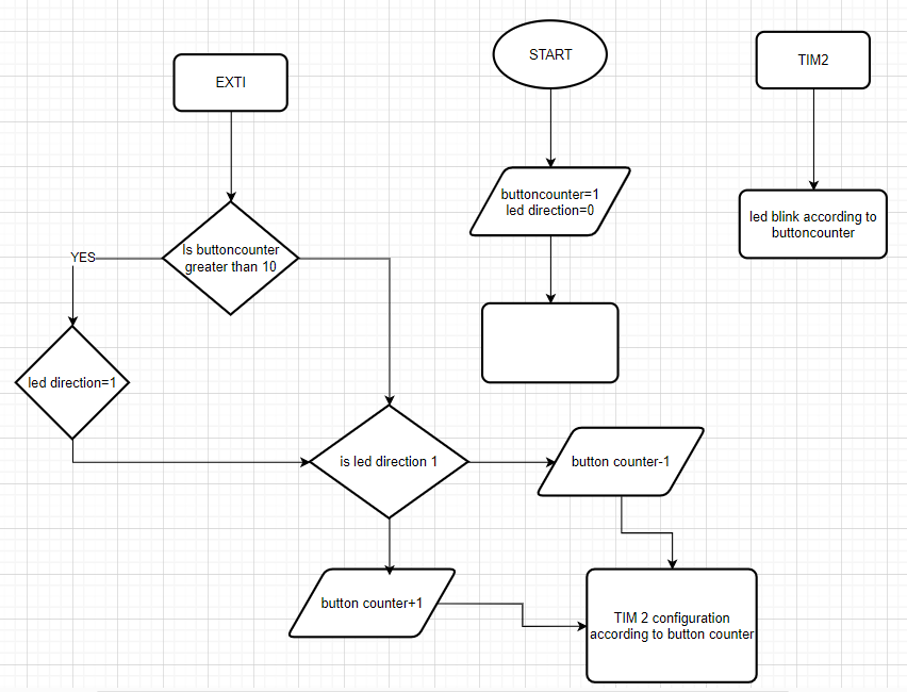 EXTI
START
TIM2
buttoncounter=1
led direction=0
led blink according to
buttoncounter
Is buttoncounter
greater than 10
YES
led direction=1
is led direction 1
button counter-1
button counter+1
TIM 2 configuration
according to button counter